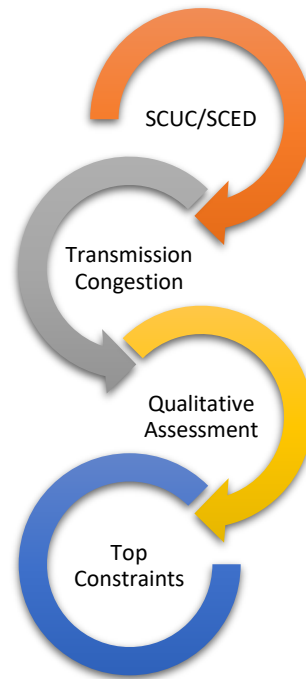 SCUC/SCED
Transmission
Congestion
Qualitative
Assessment
Top
Constraints